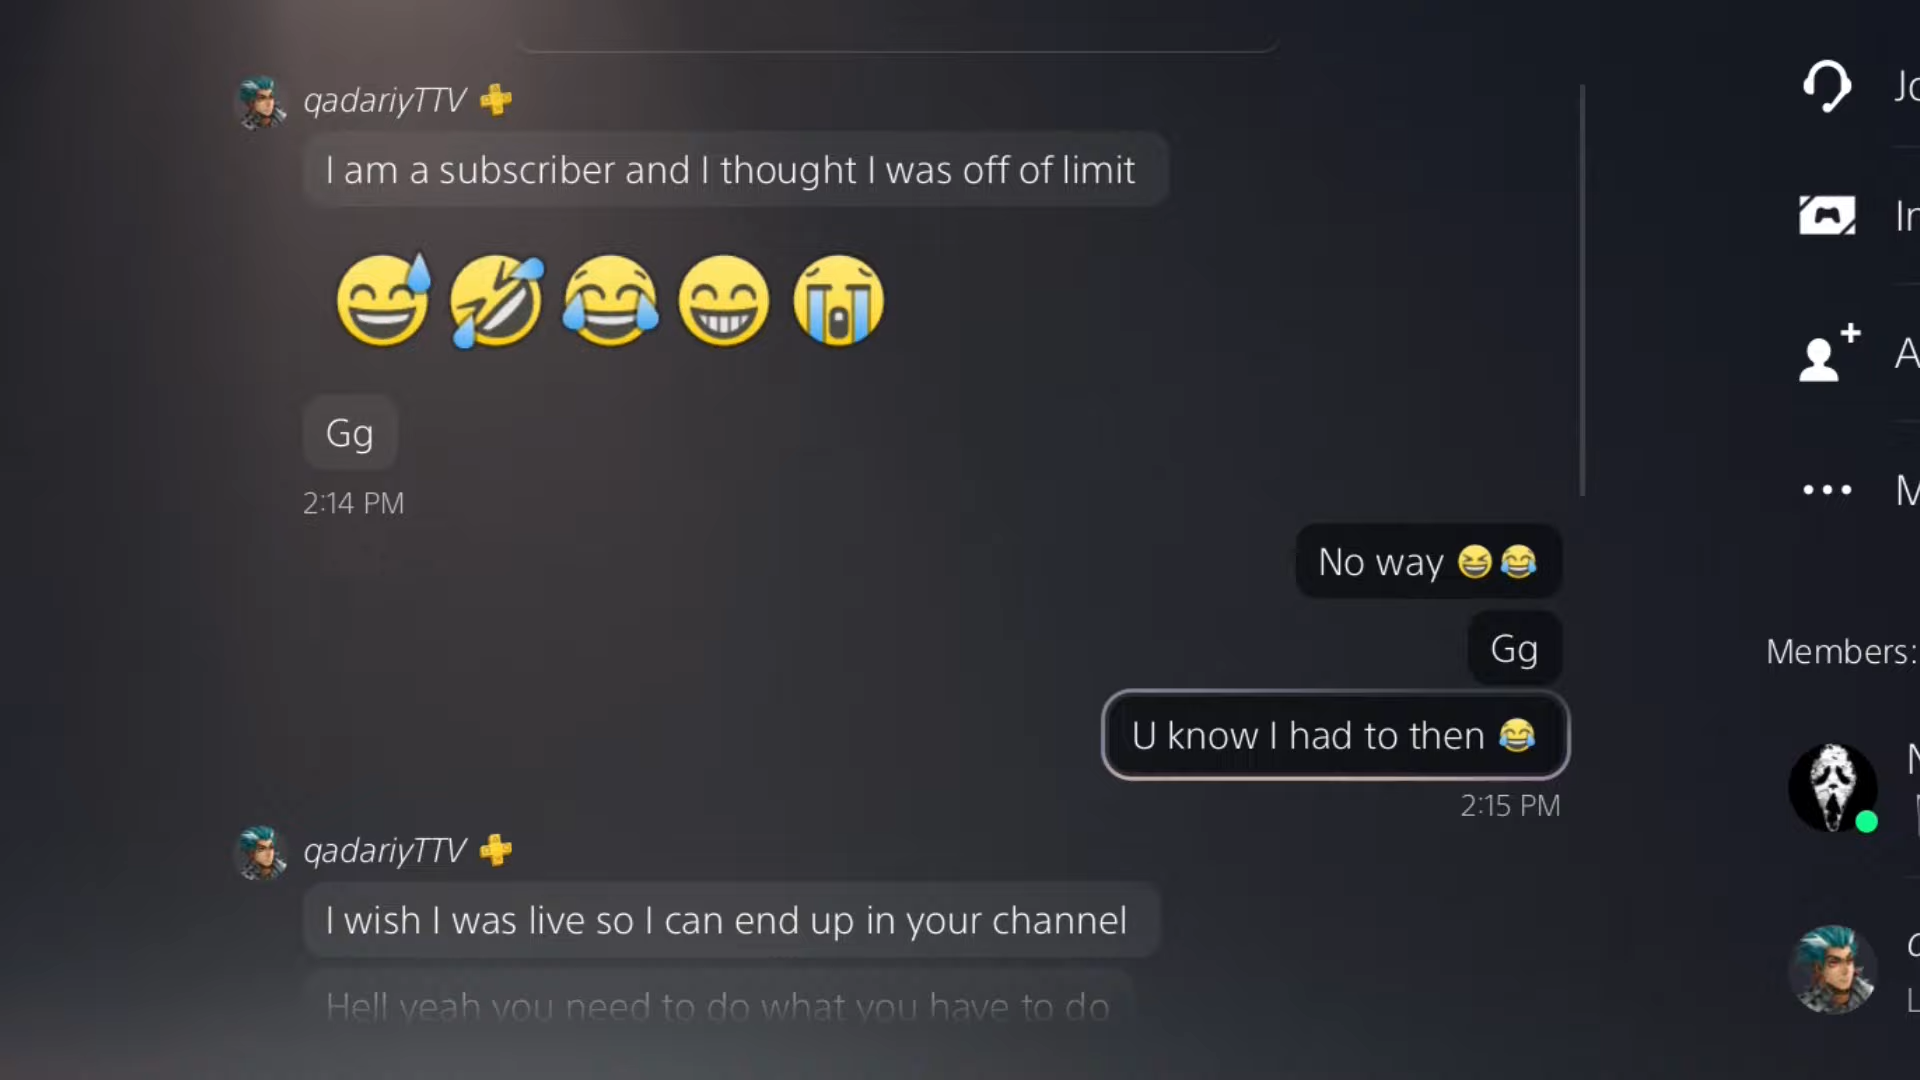 qadariyTTV
I am a subscriber and I thought I was off of limit
😅🤣😂😁😭
Gg
2:14 PM
No way 😆😂
Gg
U know I had to then 😂
2:15 PM
qadariyTTV
I wish I was live so I can end up in your channel
Hell yeah you need to do what you have to do
Members: